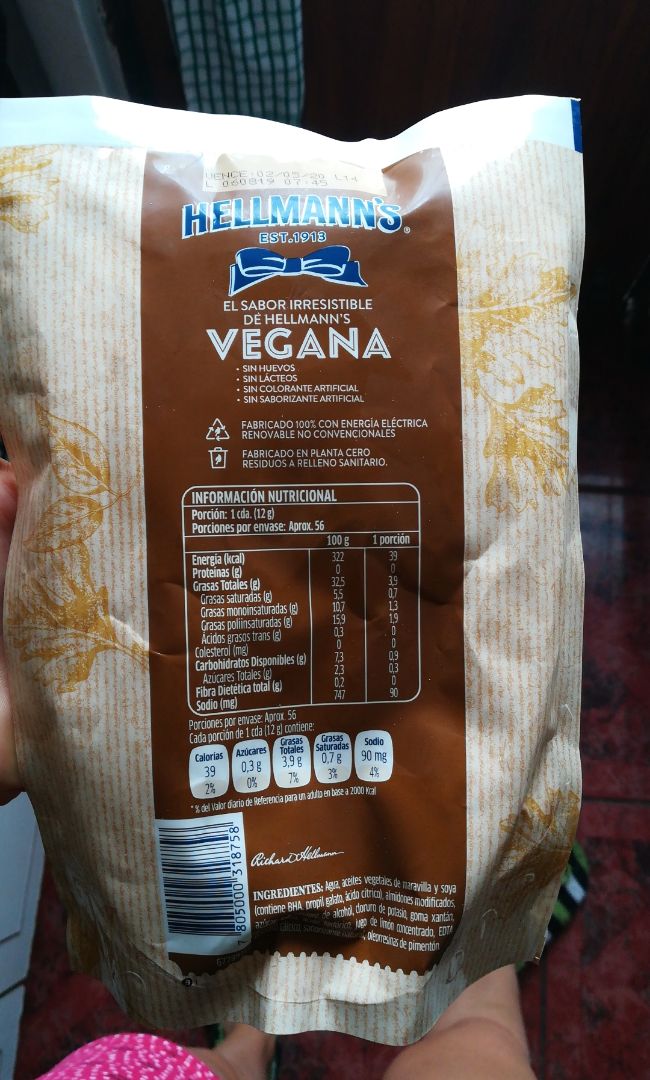 VENCE:02/05/20 L14
L 060819 07:45
HELLMANN'S®
EST.1913
EL SABOR IRRESISTIBLE
DE HELLMANN'S
VEGANA
• SIN HUEVOS
• SIN LÁCTEOS
• SIN COLORANTE ARTIFICIAL
• SIN SABORIZANTE ARTIFICIAL
FABRICADO 100% CON ENERGÍA ELÉCTRICA
RENOVABLE NO CONVENCIONALES
FABRICADO EN PLANTA CERO
RESIDUOS A RELLENO SANITARIO.
INFORMACIÓN NUTRICIONAL
Porción: 1 cda. (12 g)
Porciones por envase: Aprox. 56
100 g 1 porción
Energía (kcal) 322 39
Proteínas (g) 0 0
Grasas Totales (g) 32,5 3,9
Grasas saturadas (g) 5,5 0,7
Grasas monoinsaturadas (g) 10,7 1,3
Grasas poliinsaturadas (g) 15,9 1,9
Ácidos grasos trans (g) 0,3 0
Colesterol (mg) 0 0
Carbohidratos Disponibles (g) 7,3 0,9
Azúcares Totales (g) 2,3 0,3
Fibra Dietética total (g) 0,2 0
Sodio (mg) 747 90
Porciones por envase: Aprox. 56
Cada porción de 1 cda (12 g) contiene:
Calorías 39 2%
Azúcares 0,3 g 0%
Grasas Totales 3,9 g 7%
Grasas Saturadas 0,7 g 3%
Sodio 90 mg 4%
*% del Valor diario de Referencia para un adulto en base a 2000 Kcal
Richard Hellmann
7 805000 318758
INGREDIENTES: Agua, aceites vegetales de maravilla y soya
(contiene BHA, propil galato, ácido cítrico), almidones modificados,
de alcohol, cloruro de potasio, goma xantán,
jugo de limón concentrado, EDTA
oleorresinas de pimentón